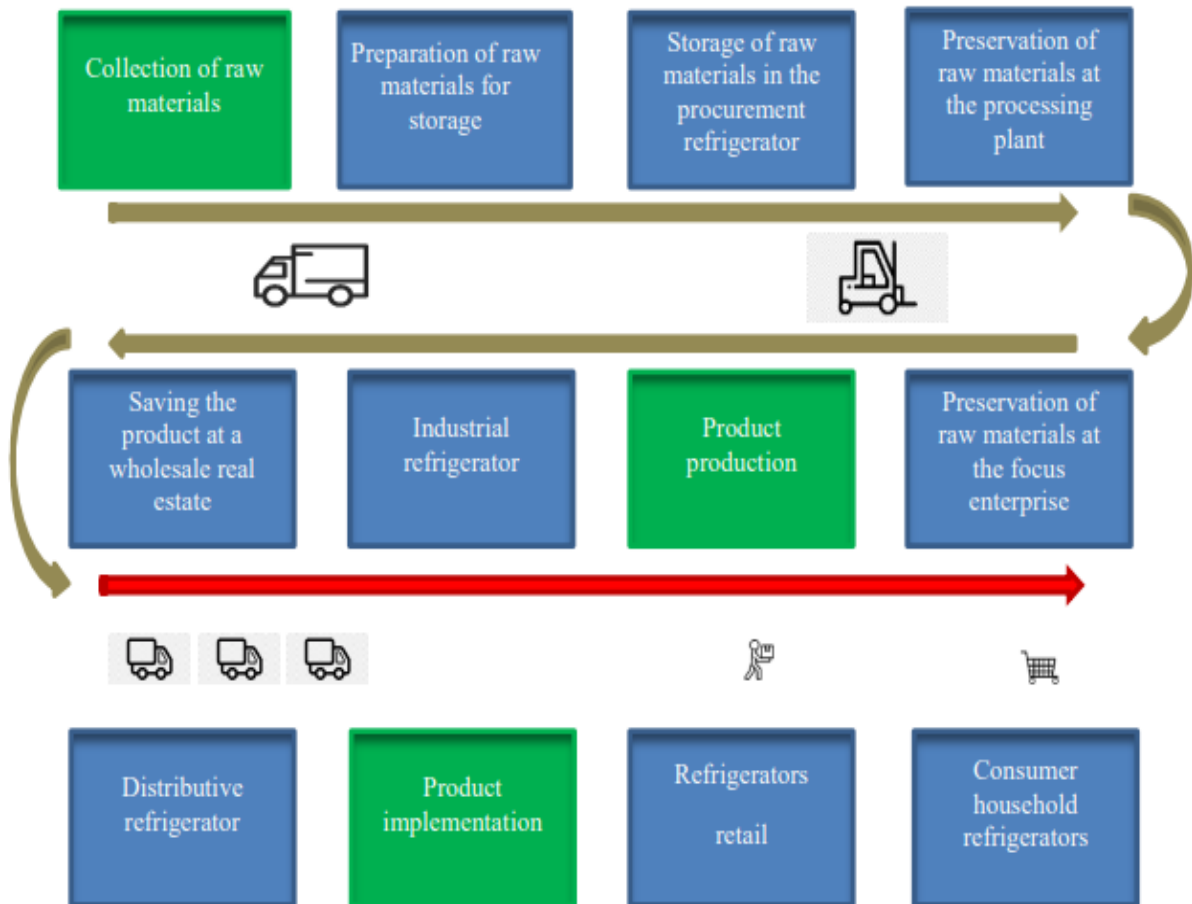 Collection of raw
materials
Preparation of raw
materials for
storage
Storage of raw
materials in the
procurement
refrigerator
Preservation of
raw materials at
the processing
plant
Saving the
product at a
wholesale real
estate
Industrial
refrigerator
Product
production
Preservation of
raw materials at
the focus
enterprise
Distributive
refrigerator
Product
implementation
Refrigerators
retail
Consumer
household
refrigerators